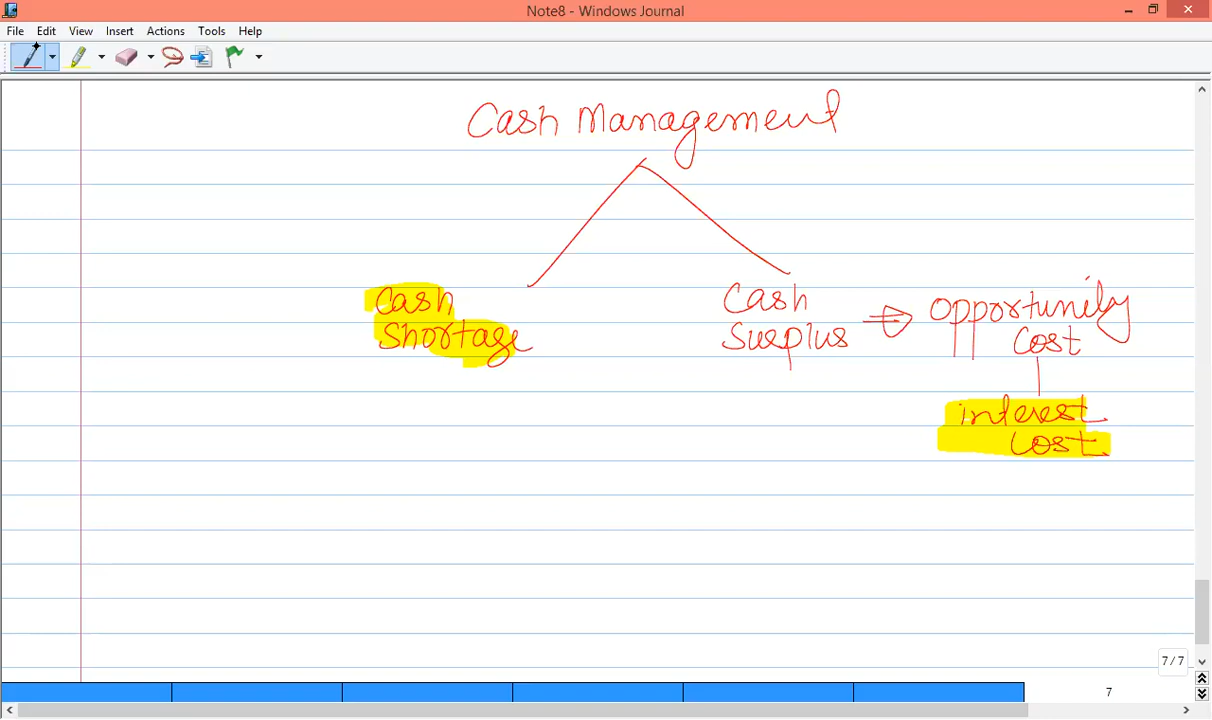 Note8 - Windows Journal
File Edit View Insert Actions Tools Help
Cash Management
Cash
Shortage
Cash
Surplus
Opportunity
Cost
interest
Cost
7 / 7
7